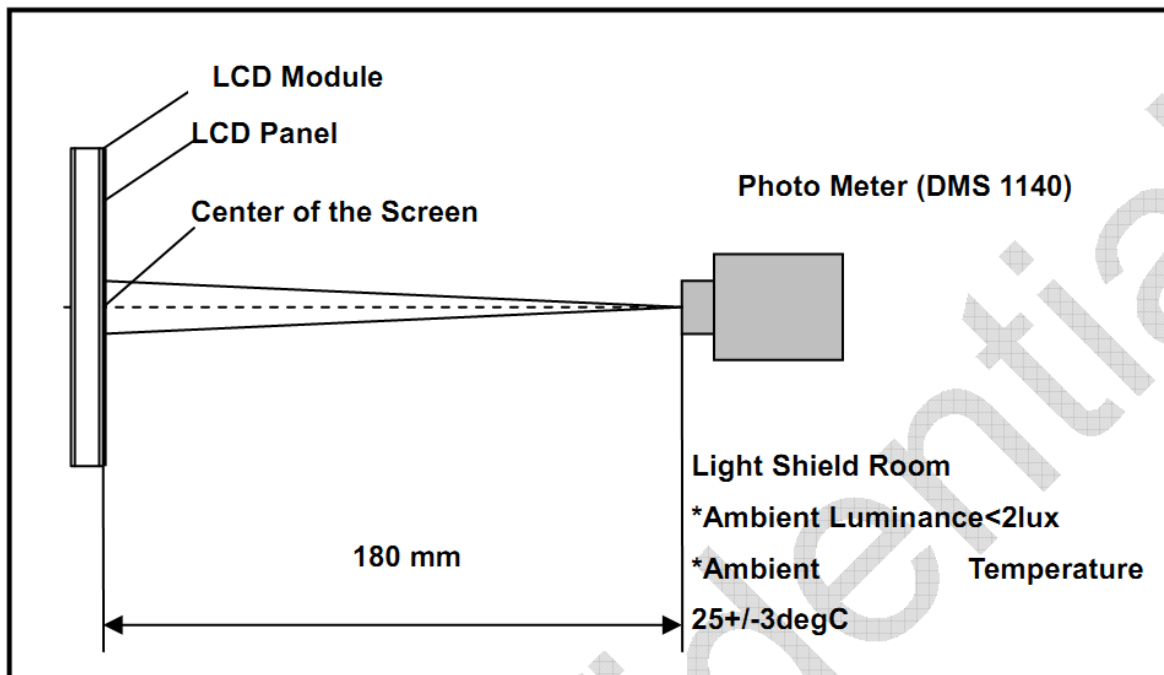 LCD Module
LCD Panel
Center of the Screen
Photo Meter (DMS 1140)
180 mm
Light Shield Room
*Ambient Luminance<2lux
*Ambient Temperature
25+/-3degC